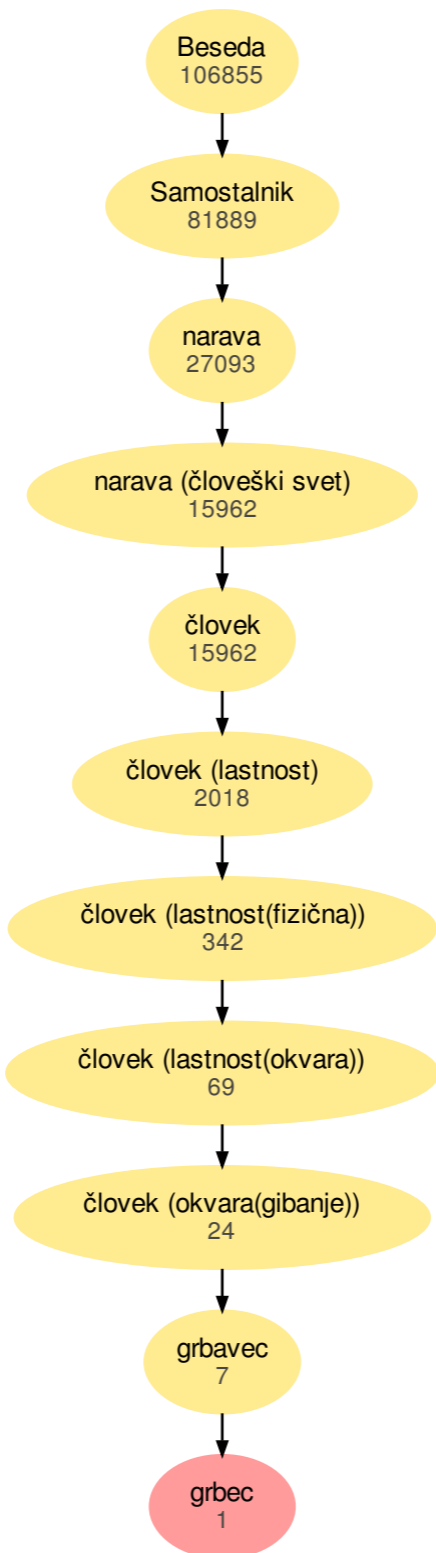 Beseda
106855
Samostalnik
81889
narava
27093
narava (človeški svet)
15962
človek
15962
človek (lastnost)
2018
človek (lastnost(fizična))
342
človek (lastnost(okvara))
69
človek (okvara(gibanje))
24
grbavec
7
grbec
1